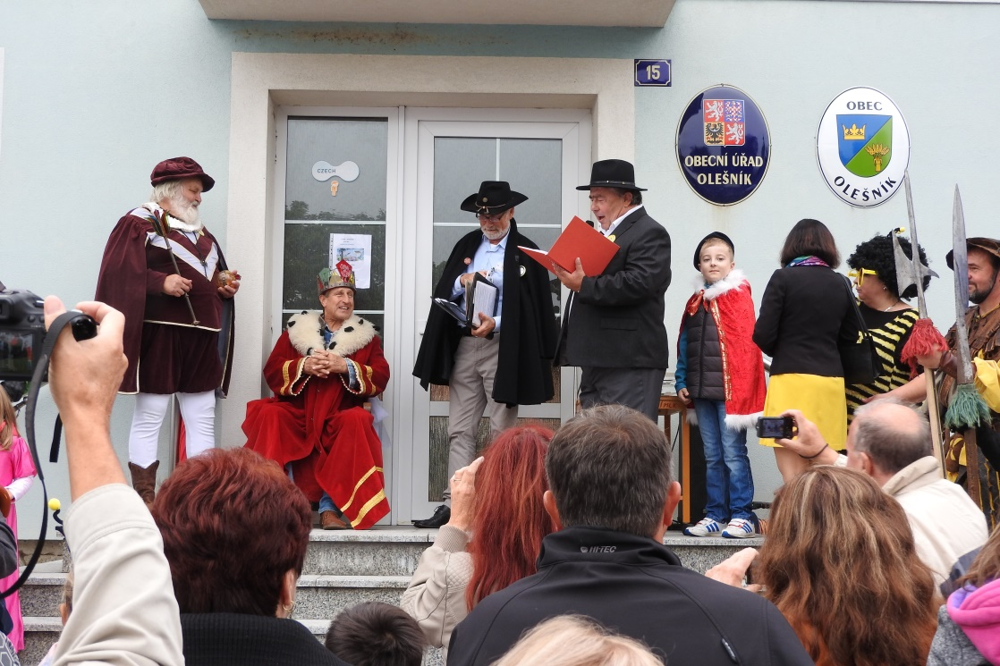 15
OBECNÍ ÚŘAD
OLEŠNÍK
OBEC
OLEŠNÍK
CZECH
HI-TEC